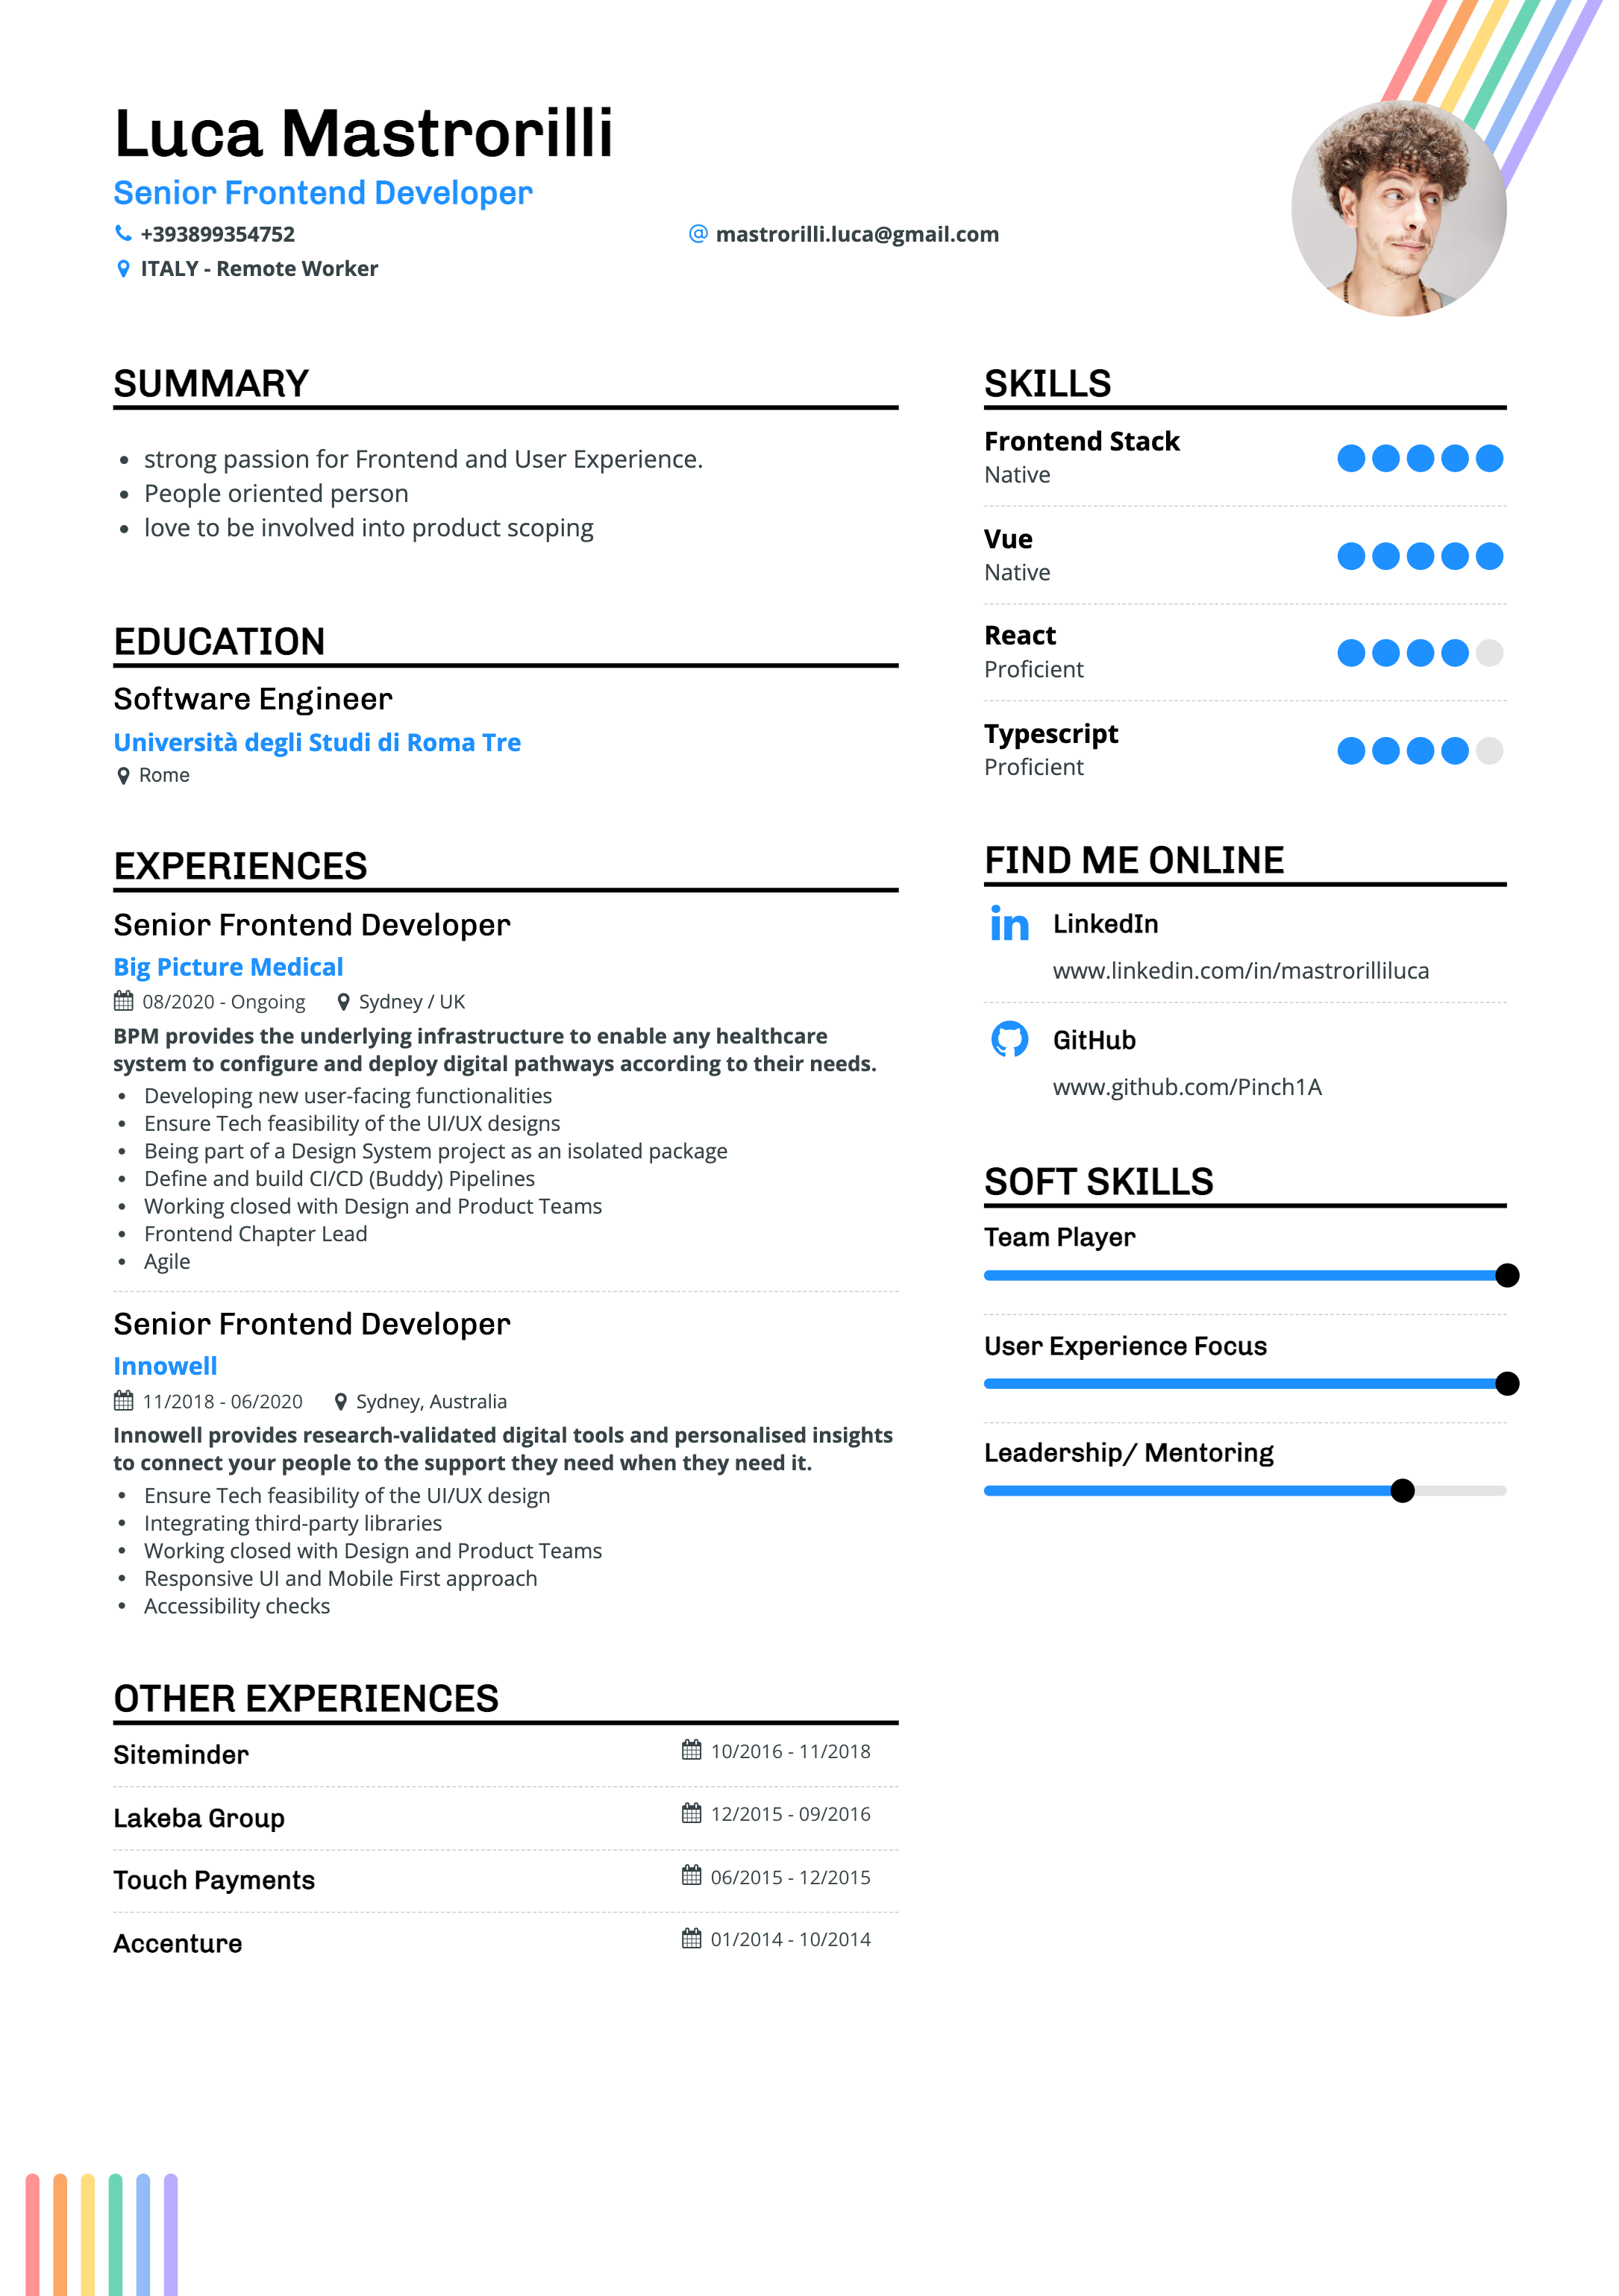 Luca Mastrorilli
Senior Frontend Developer
+393899354752
mastrorilli.luca@gmail.com
ITALY - Remote Worker
SUMMARY
• strong passion for Frontend and User Experience.
• People oriented person
• love to be involved into product scoping
EDUCATION
Software Engineer
Università degli Studi di Roma Tre
Rome
EXPERIENCES
Senior Frontend Developer
Big Picture Medical
08/2020 - Ongoing Sydney / UK
BPM provides the underlying infrastructure to enable any healthcare
system to configure and deploy digital pathways according to their needs.
• Developing new user-facing functionalities
• Ensure Tech feasibility of the UI/UX designs
• Being part of a Design System project as an isolated package
• Define and build CI/CD (Buddy) Pipelines
• Working closed with Design and Product Teams
• Frontend Chapter Lead
• Agile
Senior Frontend Developer
Innowell
11/2018 - 06/2020 Sydney, Australia
Innowell provides research-validated digital tools and personalised insights
to connect your people to the support they need when they need it.
• Ensure Tech feasibility of the UI/UX design
• Integrating third-party libraries
• Working closed with Design and Product Teams
• Responsive UI and Mobile First approach
• Accessibility checks
OTHER EXPERIENCES
Siteminder 10/2016 - 11/2018
Lakeba Group 12/2015 - 09/2016
Touch Payments 06/2015 - 12/2015
Accenture 01/2014 - 10/2014
SKILLS
Frontend Stack
Native
Vue
Native
React
Proficient
Typescript
Proficient
FIND ME ONLINE
in LinkedIn
www.linkedin.com/in/mastrorilliluca
GitHub
www.github.com/Pinch1A
SOFT SKILLS
Team Player
User Experience Focus
Leadership/ Mentoring